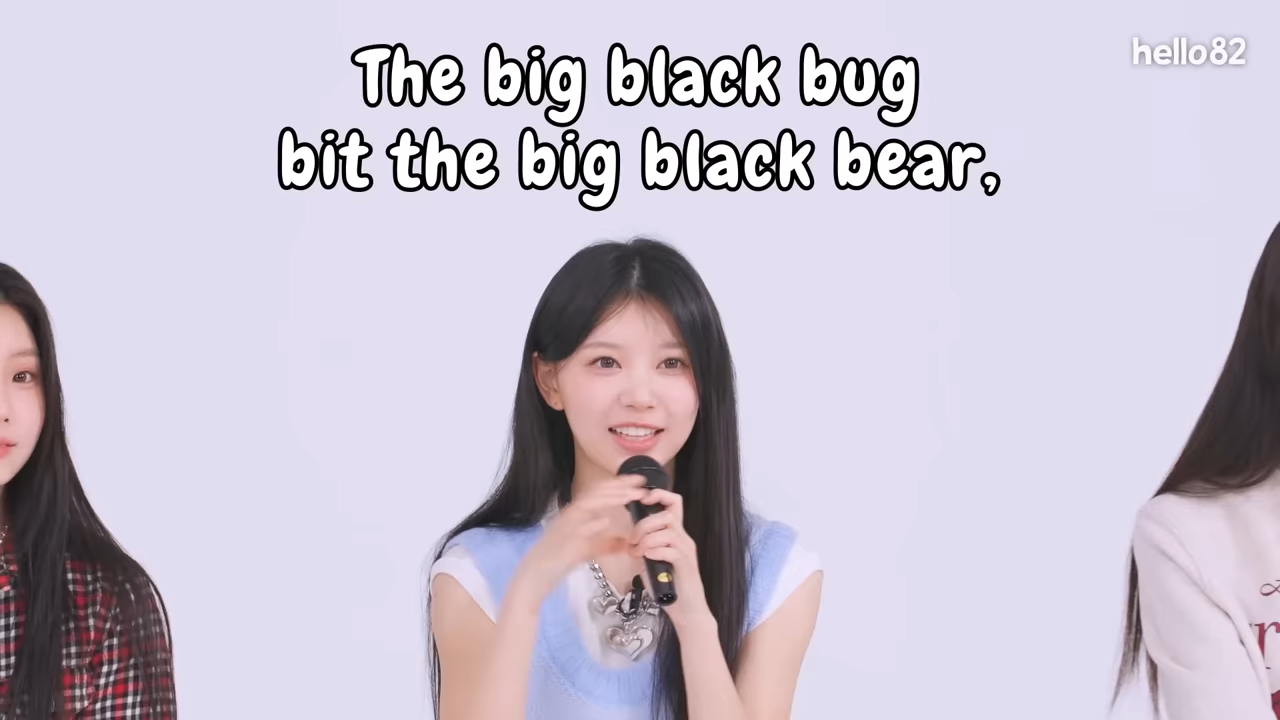 hello82
The big black bug
bit the big black bear,